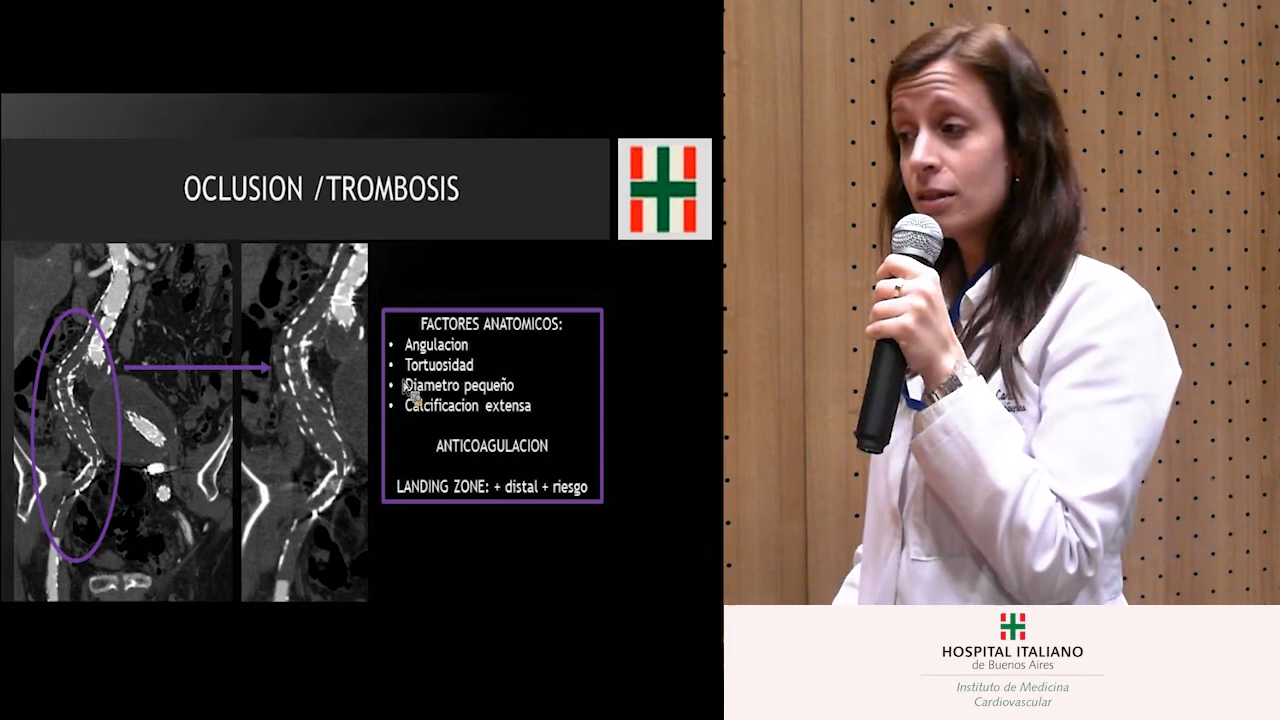 OCLUSION /TROMBOSIS
FACTORES ANATOMICOS:
• Angulacion
• Tortuosidad
• Diametro pequeño
• Calcificacion extensa
ANTICOAGULACION
LANDING ZONE: + distal + riesgo
HOSPITAL ITALIANO
de Buenos Aires
Instituto de Medicina
Cardiovascular